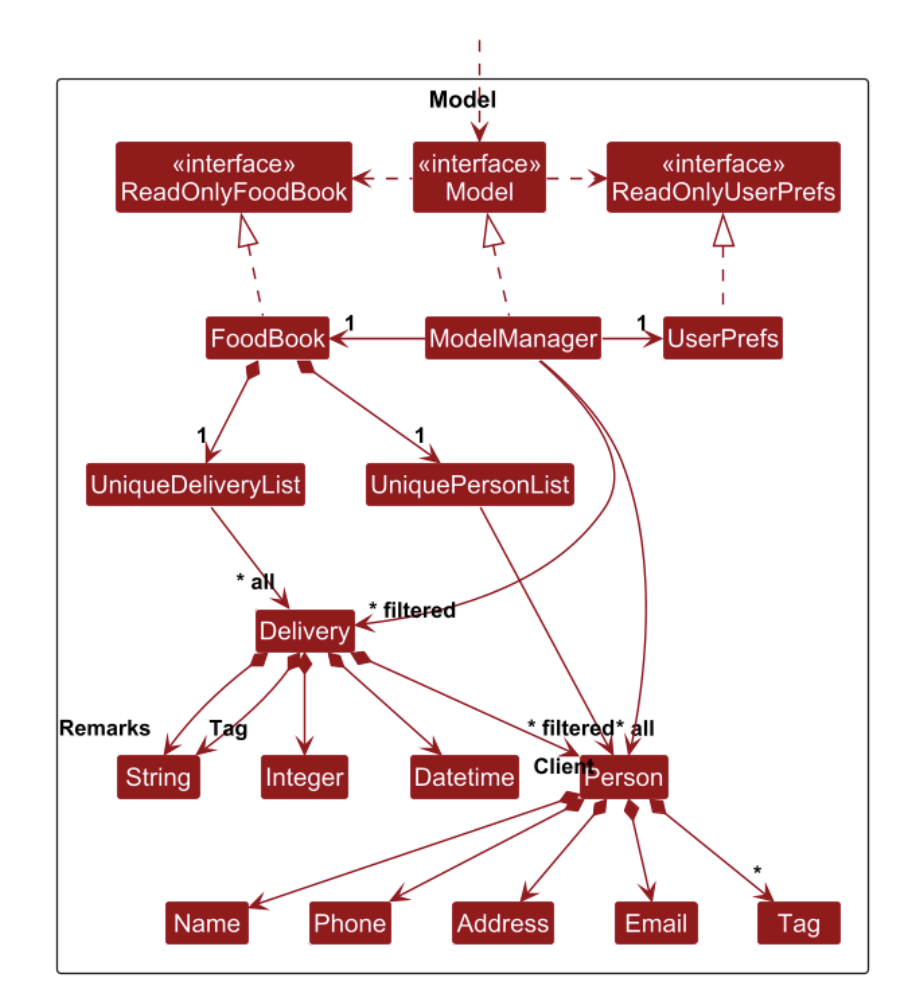 Model
«interface»
ReadOnlyFoodBook
«interface»
Model
«interface»
ReadOnlyUserPrefs
FoodBook
1
ModelManager
1
UserPrefs
1
1
UniqueDeliveryList
UniquePersonList
* all
* filtered
Delivery
Remarks
Tag
* filtered
* all
Client
String
Integer
Datetime
Person
*
Name
Phone
Address
Email
Tag